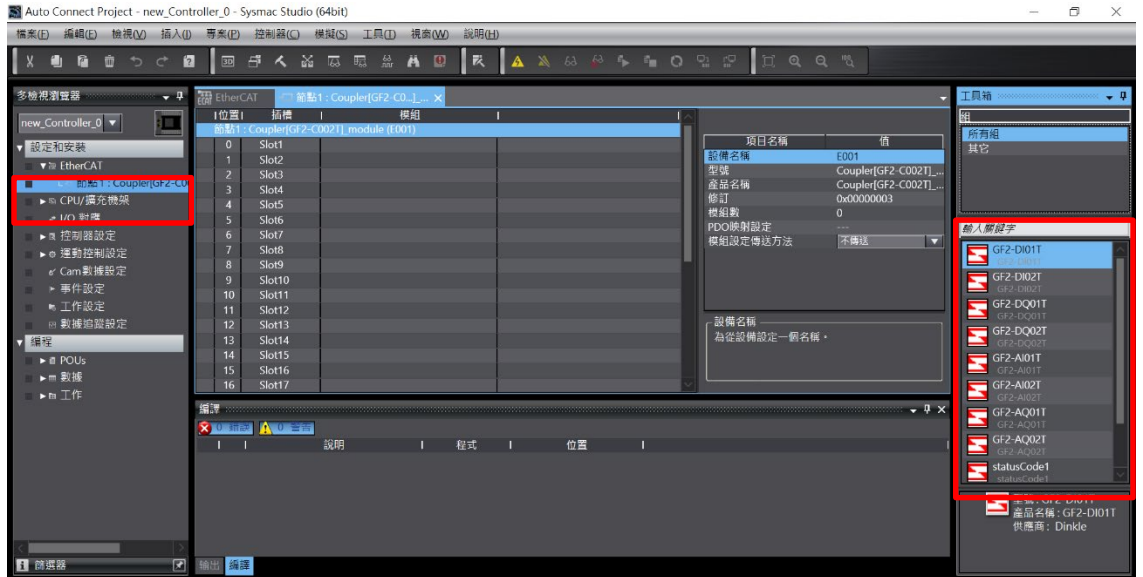 Auto Connect Project - new_Controller_0 - Sysmac Studio (64bit)
檔案(F) 編輯(E) 檢視(V) 插入(I) 專案(P) 控制器(C) 模擬(S) 工具(T) 視窗(W) 說明(H)
多檢視瀏覽器
new_Controller_0
設定和安裝
EtherCAT
節點1 : Coupler[GF2-C00
CPU/擴充機架
I/O 對應
控制器設定
運動控制設定
Cam數據設定
事件設定
工作設定
數據追蹤設定
編程
POUs
數據
工作
篩選器
EtherCAT
節點1 : Coupler[GF2-C0...]_...
位置 插槽 模組
節點1 : Coupler[GF2-C002T]_module (E001)
0 Slot1
1 Slot2
2 Slot3
3 Slot4
4 Slot5
5 Slot6
6 Slot7
7 Slot8
8 Slot9
9 Slot10
10 Slot11
11 Slot12
12 Slot13
13 Slot14
14 Slot15
15 Slot16
16 Slot17
項目名稱 值
設備名稱 E001
型號 Coupler[GF2-C002T]_...
產品名稱 Coupler[GF2-C002T]_...
修訂 0x00000003
模組數 0
PDO映射設定 ---
模組設定傳送方法 不傳送
設備名稱
為從設備設定一個名稱。
編譯
0 錯誤 0 警告
說明 程式 位置
輸出 編譯
工具箱
組
所有組
其它
輸入關鍵字
GF2-DI01T
GF2-DI01T
GF2-DI02T
GF2-DI02T
GF2-DQ01T
GF2-DQ01T
GF2-DQ02T
GF2-DQ02T
GF2-AI01T
GF2-AI01T
GF2-AI02T
GF2-AI02T
GF2-AQ01T
GF2-AQ01T
GF2-AQ02T
GF2-AQ02T
statusCode1
statusCode1
型號 : GF2-DI01T
產品名稱 : GF2-DI01T
供應商 : Dinkle